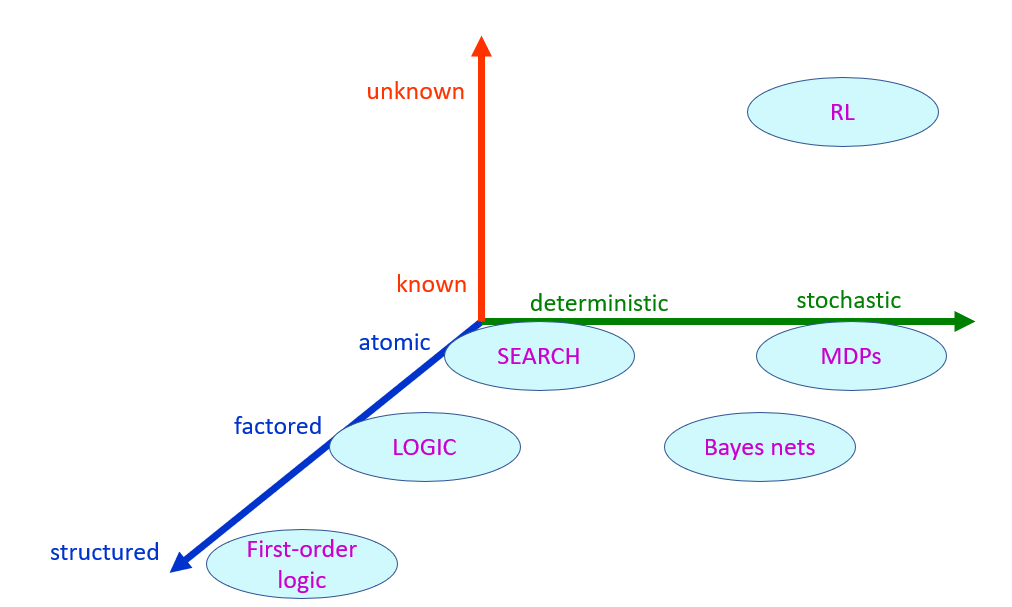 unknown
RL
known
deterministic
stochastic
atomic
SEARCH
MDPs
factored
LOGIC
Bayes nets
structured
First-order
logic